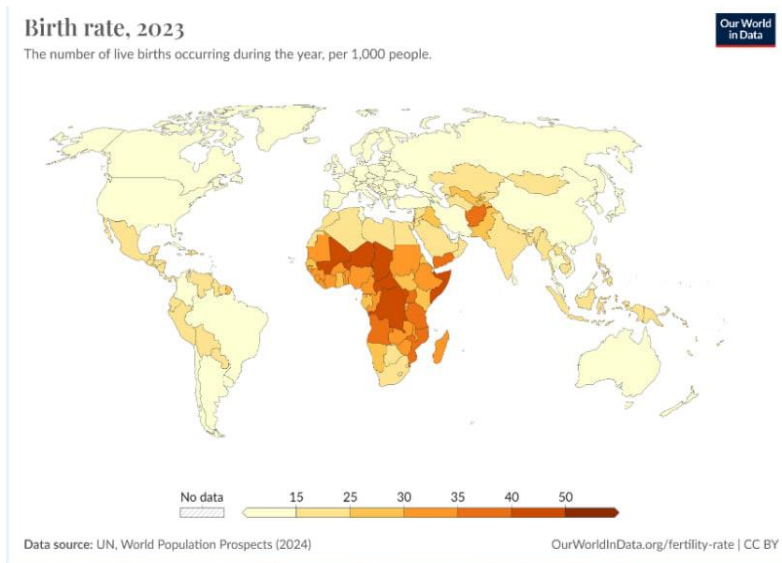 Birth rate, 2023
Our World
in Data
The number of live births occurring during the year, per 1,000 people.
No data 15 25 30 35 40 50
Data source: UN, World Population Prospects (2024) OurWorldInData.org/fertility-rate | CC BY